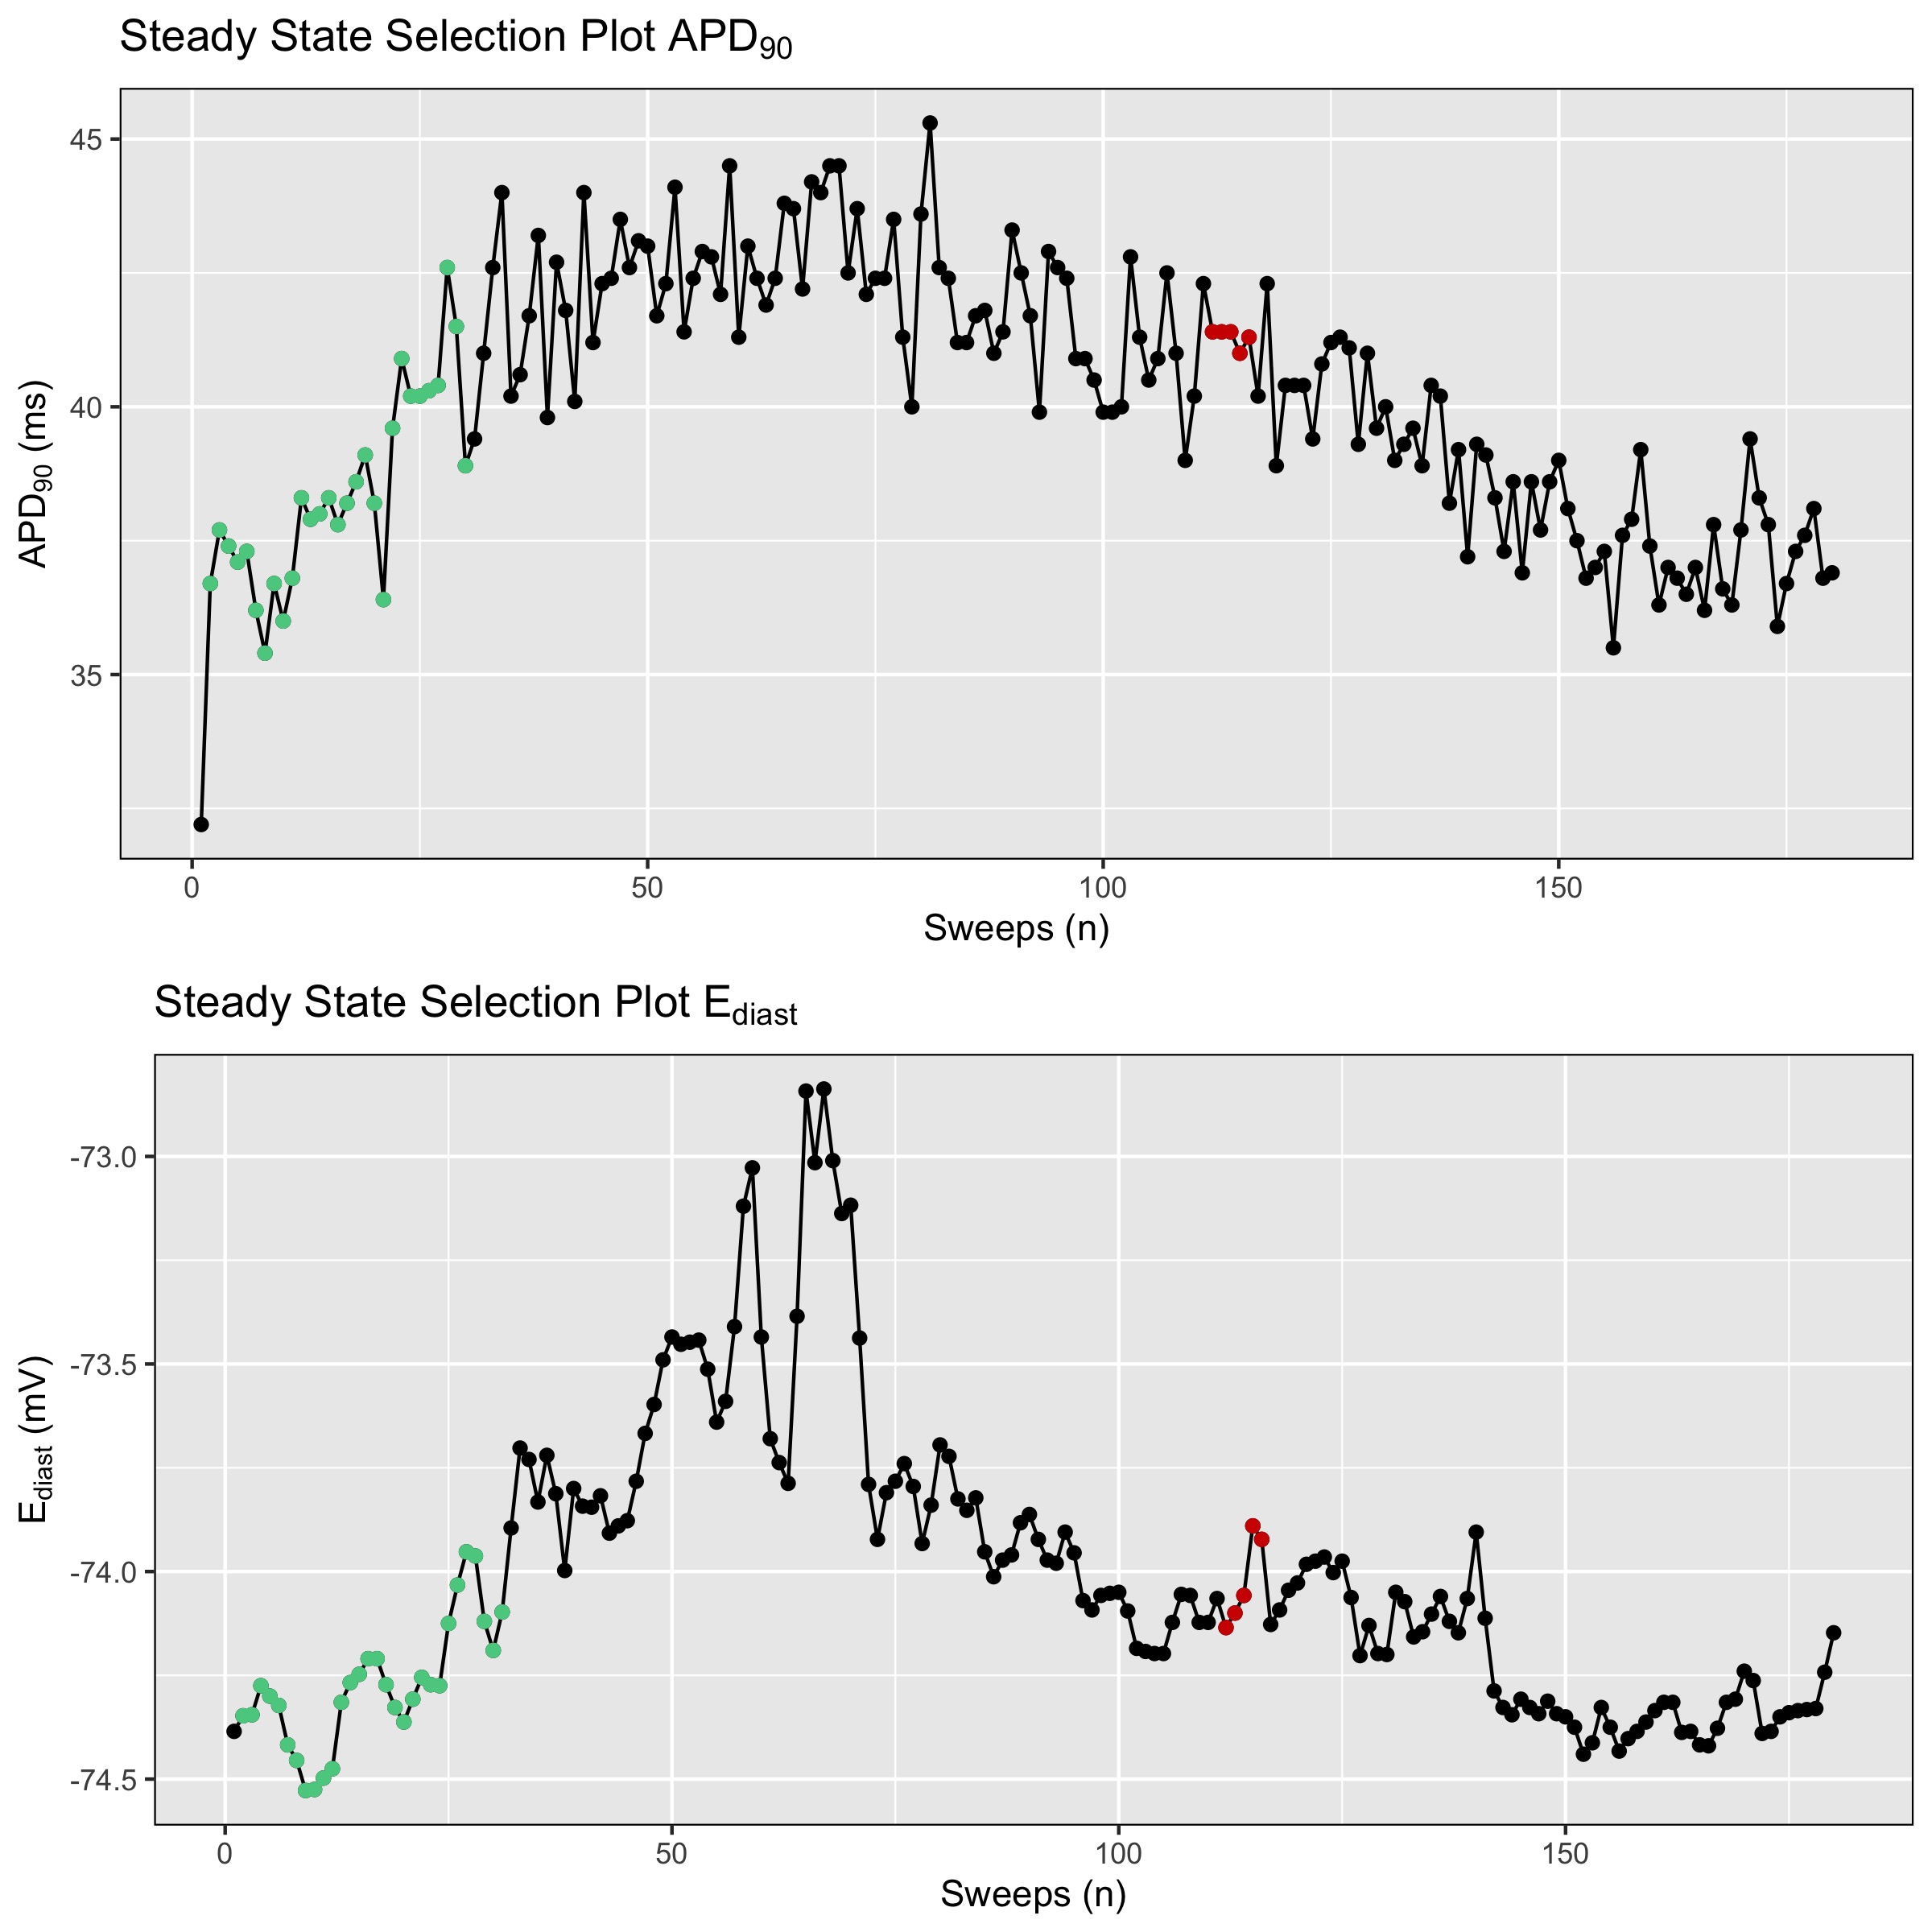 Steady State Selection Plot APD90
45
40
35
APD90 (ms)
0 50 100 150
Sweeps (n)
Steady State Selection Plot Ediast
-73.0
-73.5
-74.0
-74.5
Ediast (mV)
0 50 100 150
Sweeps (n)